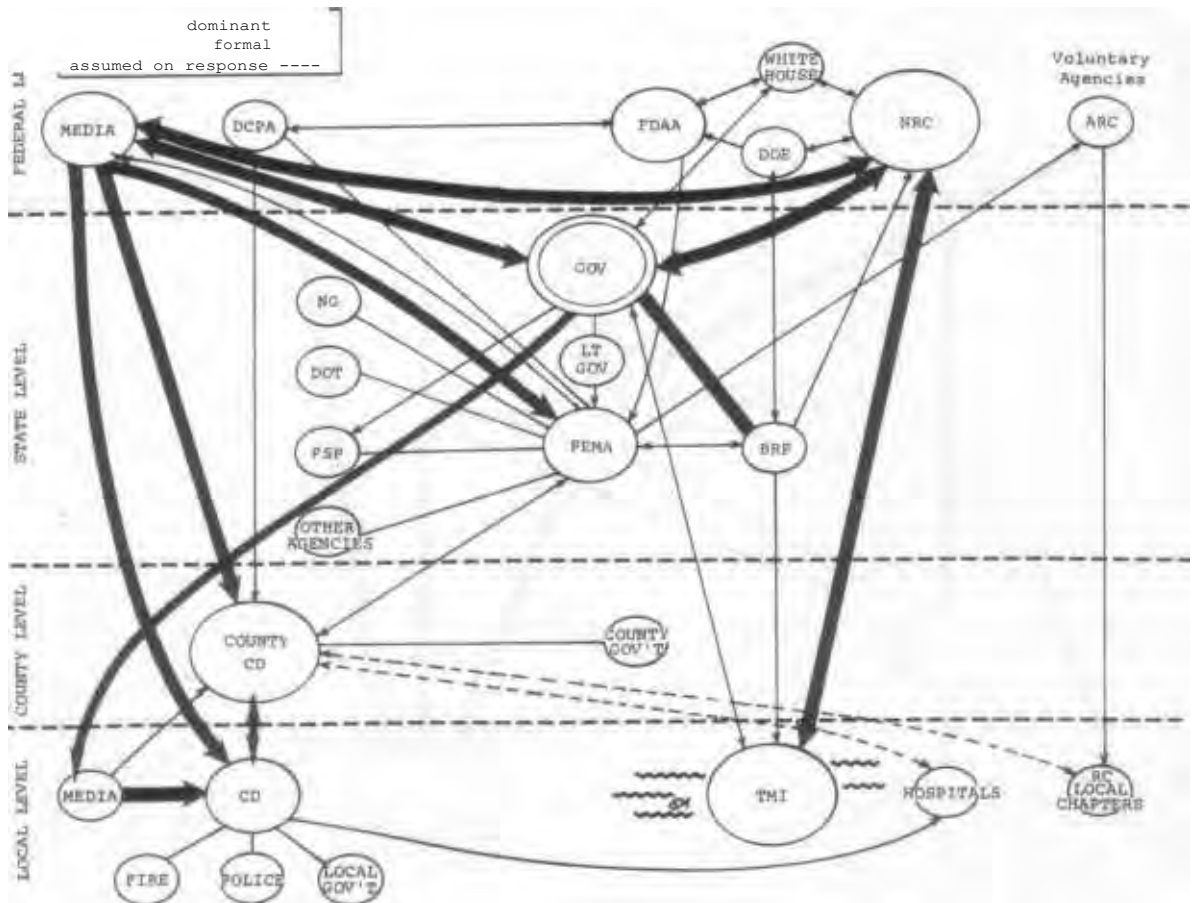 dominant
formal
assumed on response ----
WHITE
HOUSE
Voluntary
Agencies
FEDERAL
MEDIA
DCPA
FDAA
DOE
NRC
ARC
STATE LEVEL
GOV
NG
LT
GOV
DOT
PSP
PEMA
BRP
OTHER
AGENCIES
COUNTY LEVEL
COUNTY
CD
COUNTY
GOV'T
LOCAL LEVEL
MEDIA
CD
TMI
HOSPITALS
RC
LOCAL
CHAPTERS
FIRE
POLICE
LOCAL
GOV'T